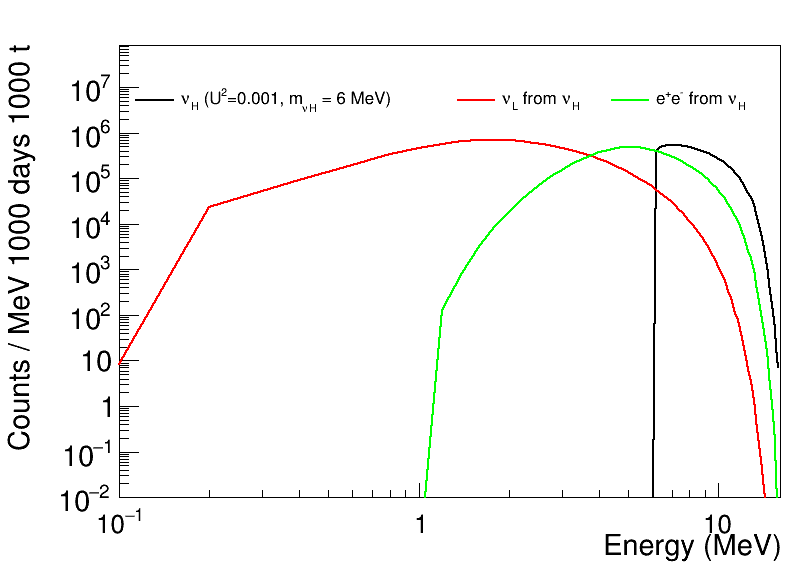 Counts / MeV 1000 days 1000 t
10⁷
10⁶
10⁵
10⁴
10³
10²
10
1
10⁻¹
10⁻²
ν_H (U²=0.001, m_νH = 6 MeV)
ν_L from ν_H
e⁺e⁻ from ν_H
10⁻¹ 1 10
Energy (MeV)